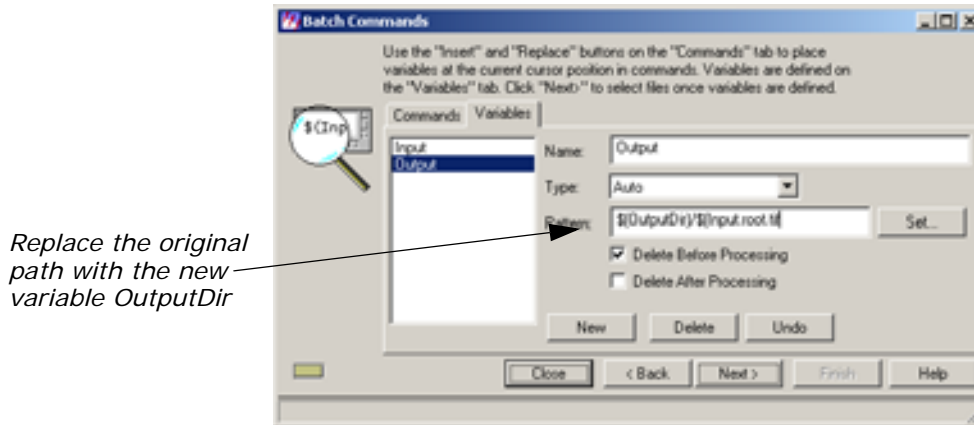 Batch Commands
Use the "Insert" and "Replace" buttons on the "Commands" tab to place
variables at the current cursor position in commands. Variables are defined on
the "Variables" tab. Click "Next>" to select files once variables are defined.
$(Inp
Commands Variables
Input
Output
Name: Output
Type: Auto
Pattern: $(OutputDir)/$(Input.root.tif Set...
Replace the original
path with the new
variable OutputDir
Delete Before Processing
Delete After Processing
New Delete Undo
Close < Back Next > Finish Help